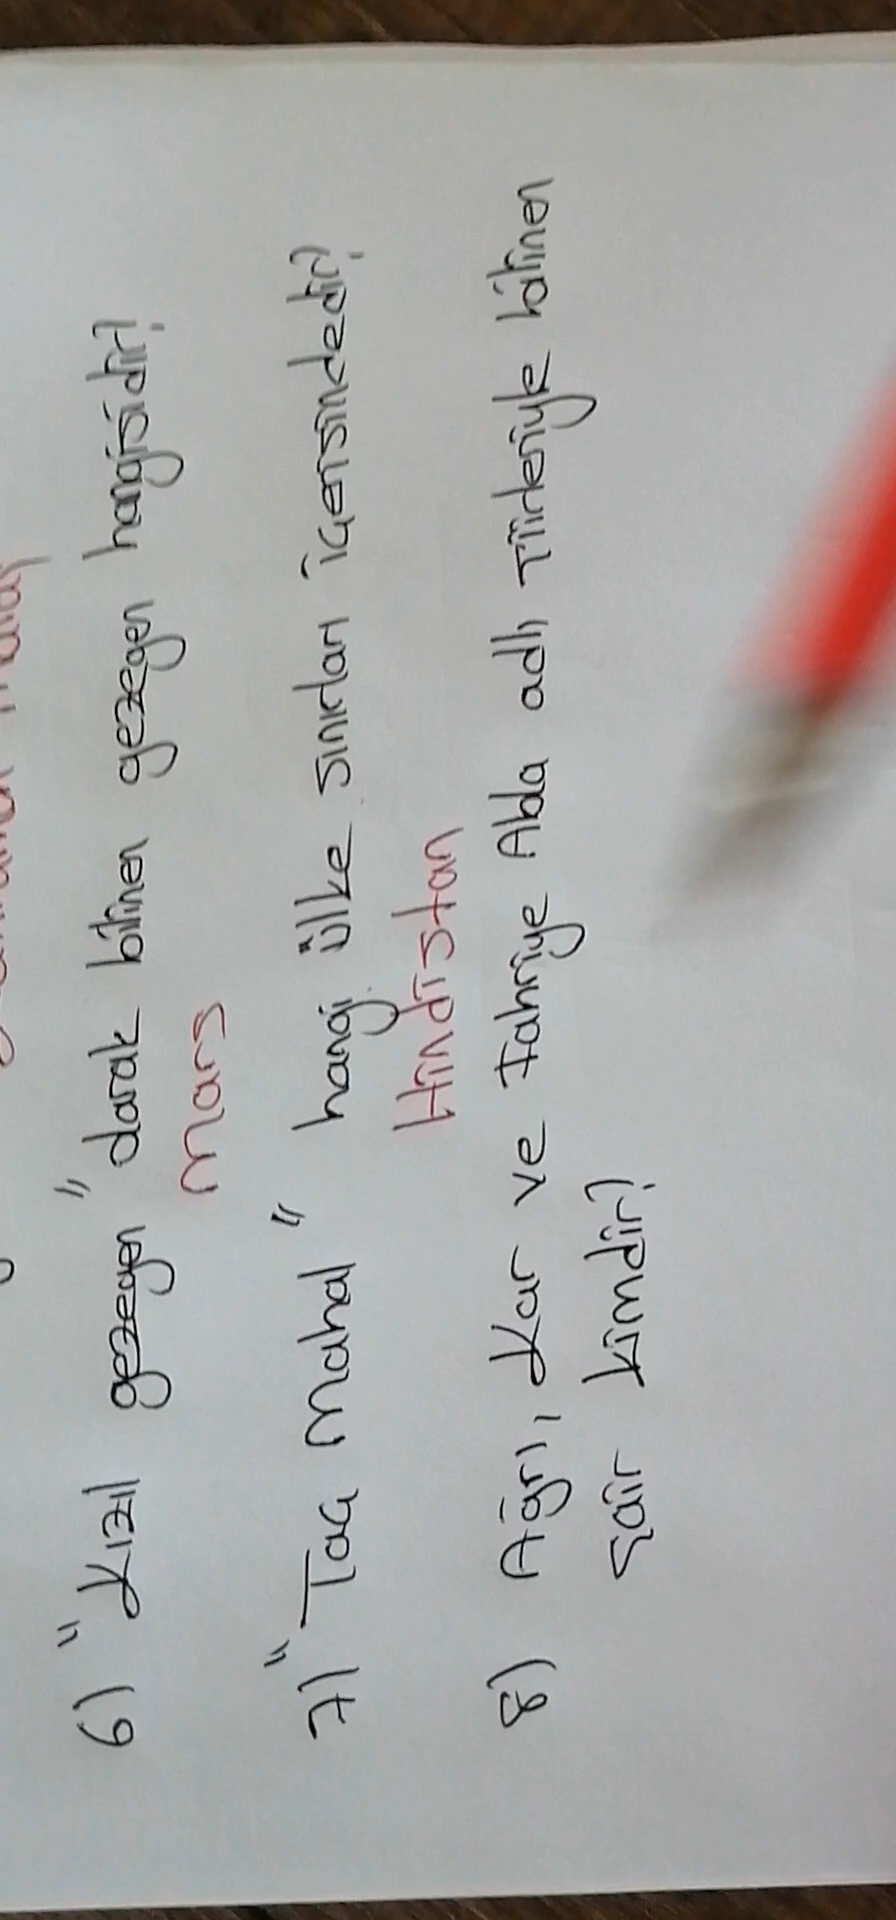 6) "Kızıl gezegen" olarak bilinen gezegen hangisidir?
Mars
7) "Taç Mahal" hangi ülke sınırları içerisindedir?
Hindistan
8) Ağrı, Kar ve Fahriye Abla adlı şiirleriyle bilinen
şair kimdir?